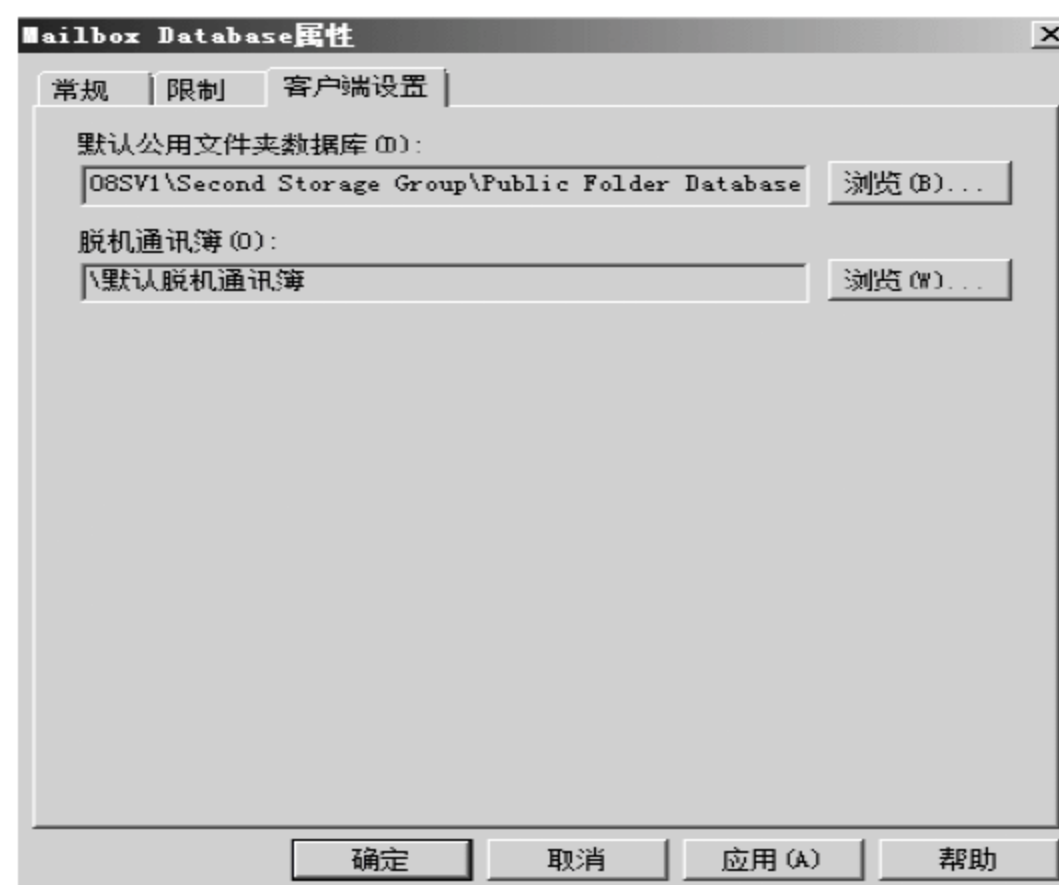 Mailbox Database属性
常规 限制 客户端设置
默认公用文件夹数据库(D):
08SV1\Second Storage Group\Public Folder Database 浏览(B)...
脱机通讯簿(O):
\默认脱机通讯簿 浏览(W)...
确定 取消 应用(A) 帮助